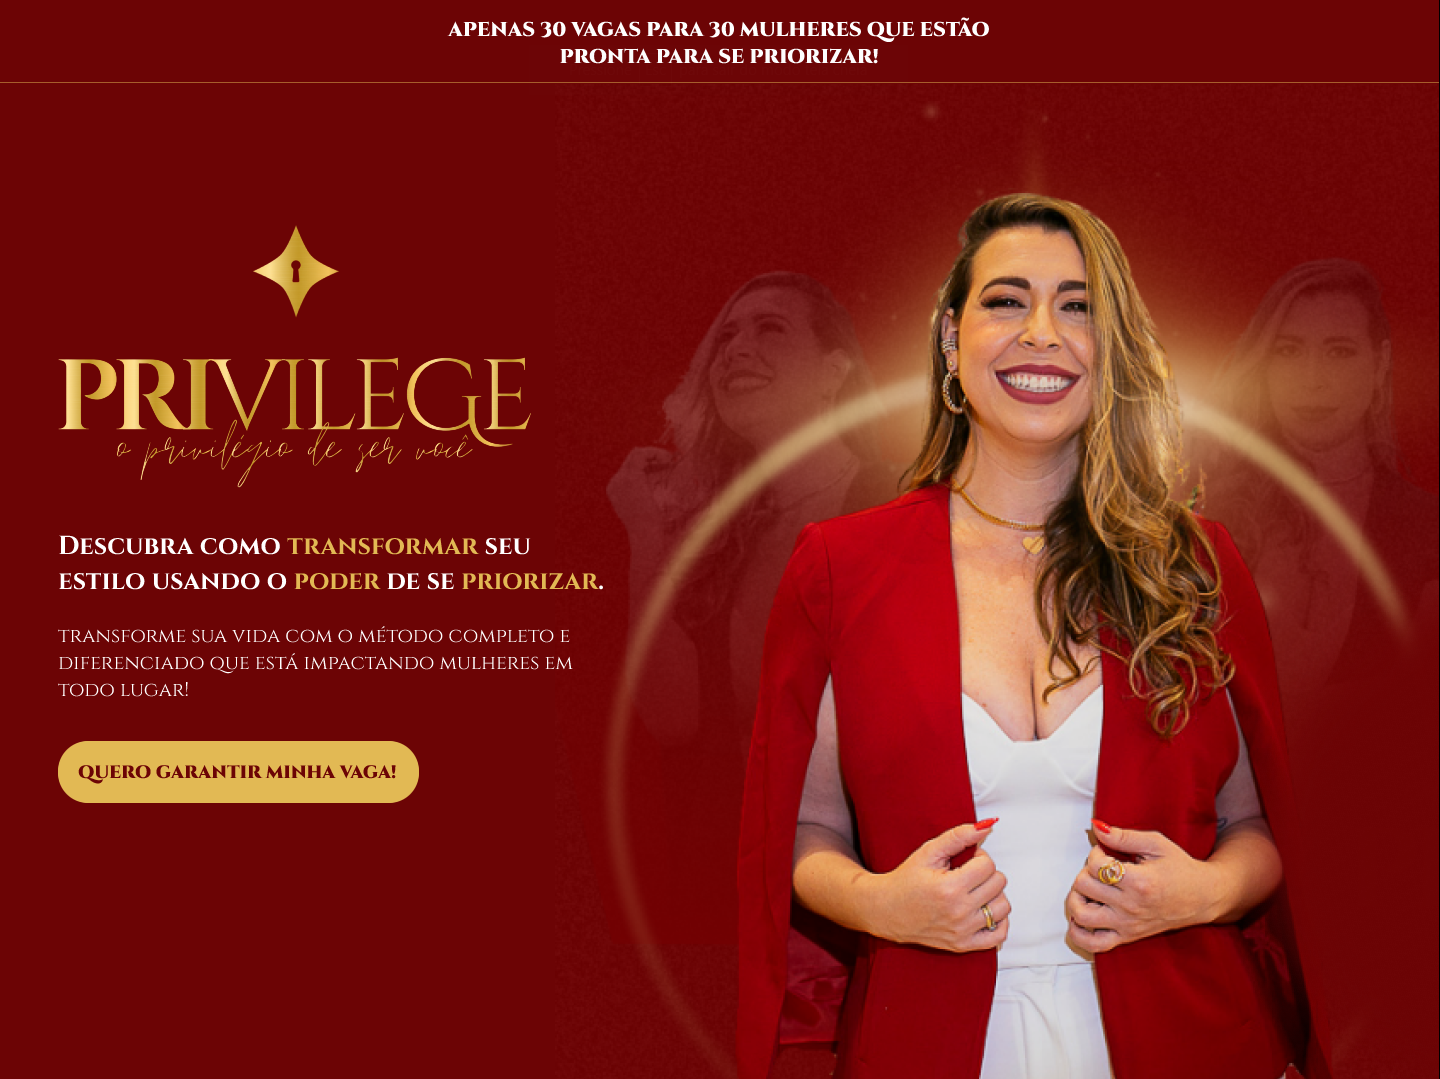 APENAS 30 VAGAS PARA 30 MULHERES QUE ESTÃO
PRONTA PARA SE PRIORIZAR!
PRIVILEGE
o privilégio de ser você
Descubra como transformar seu
estilo usando o poder de se priorizar.
transforme sua vida com o método completo e
diferenciado que está impactando mulheres em
todo lugar!
QUERO GARANTIR MINHA VAGA!